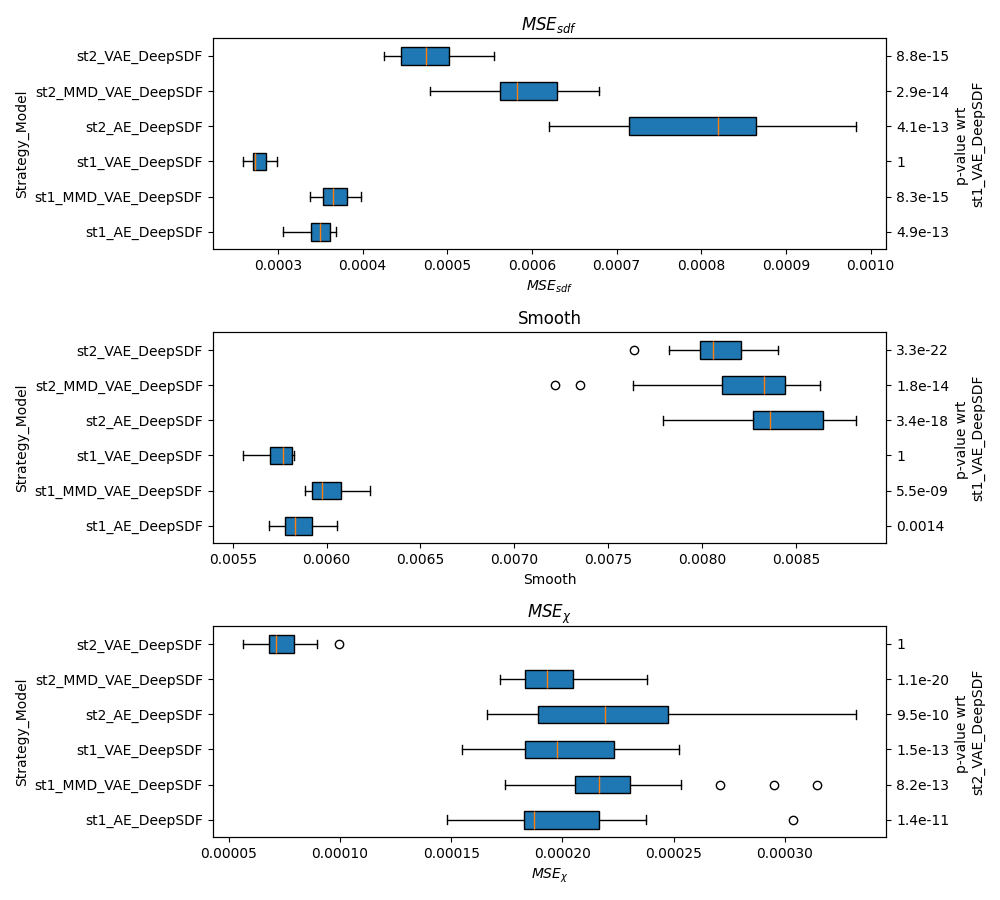 MSE_sdf
Strategy_Model
st2_VAE_DeepSDF 8.8e-15
st2_MMD_VAE_DeepSDF 2.9e-14
st2_AE_DeepSDF 4.1e-13
st1_VAE_DeepSDF 1
st1_MMD_VAE_DeepSDF 8.3e-15
st1_AE_DeepSDF 4.9e-13
p-value wrt
st1_VAE_DeepSDF
0.0003 0.0004 0.0005 0.0006 0.0007 0.0008 0.0009 0.0010
MSE_sdf
Smooth
Strategy_Model
st2_VAE_DeepSDF 3.3e-22
st2_MMD_VAE_DeepSDF 1.8e-14
st2_AE_DeepSDF 3.4e-18
st1_VAE_DeepSDF 1
st1_MMD_VAE_DeepSDF 5.5e-09
st1_AE_DeepSDF 0.0014
p-value wrt
st1_VAE_DeepSDF
0.0055 0.0060 0.0065 0.0070 0.0075 0.0080 0.0085
Smooth
MSE_χ
Strategy_Model
st2_VAE_DeepSDF 1
st2_MMD_VAE_DeepSDF 1.1e-20
st2_AE_DeepSDF 9.5e-10
st1_VAE_DeepSDF 1.5e-13
st1_MMD_VAE_DeepSDF 8.2e-13
st1_AE_DeepSDF 1.4e-11
p-value wrt
st2_VAE_DeepSDF
0.00005 0.00010 0.00015 0.00020 0.00025 0.00030
MSE_χ